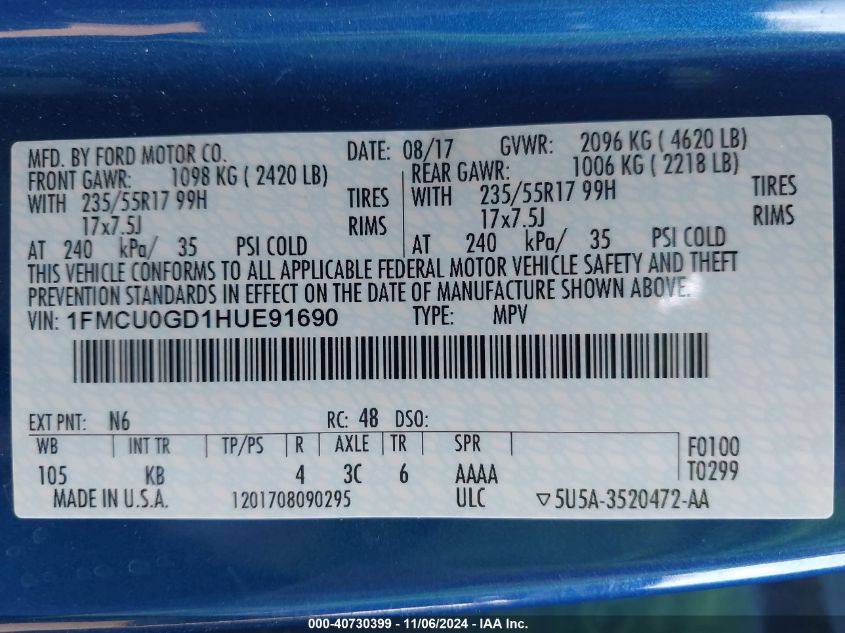 MFD. BY FORD MOTOR CO. DATE: 08/17 GVWR: 2096 KG ( 4620 LB)
FRONT GAWR: 1098 KG ( 2420 LB) REAR GAWR: 1006 KG ( 2218 LB)
WITH 235/55R17 99H TIRES WITH 235/55R17 99H TIRES
17x7.5J RIMS 17x7.5J RIMS
AT 240 kPa/ 35 PSI COLD AT 240 kPa/ 35 PSI COLD
THIS VEHICLE CONFORMS TO ALL APPLICABLE FEDERAL MOTOR VEHICLE SAFETY AND THEFT
PREVENTION STANDARDS IN EFFECT ON THE DATE OF MANUFACTURE SHOWN ABOVE.
VIN: 1FMCU0GD1HUE91690 TYPE: MPV
EXT PNT: N6 RC: 48 DSO:
WB INT TR TP/PS R AXLE TR SPR F0100
105 KB 4 3C 6 AAAA T0299
MADE IN U.S.A. 1201708090295 ULC ▽5U5A-3520472-AA
000-40730399 - 11/06/2024 - IAA Inc.